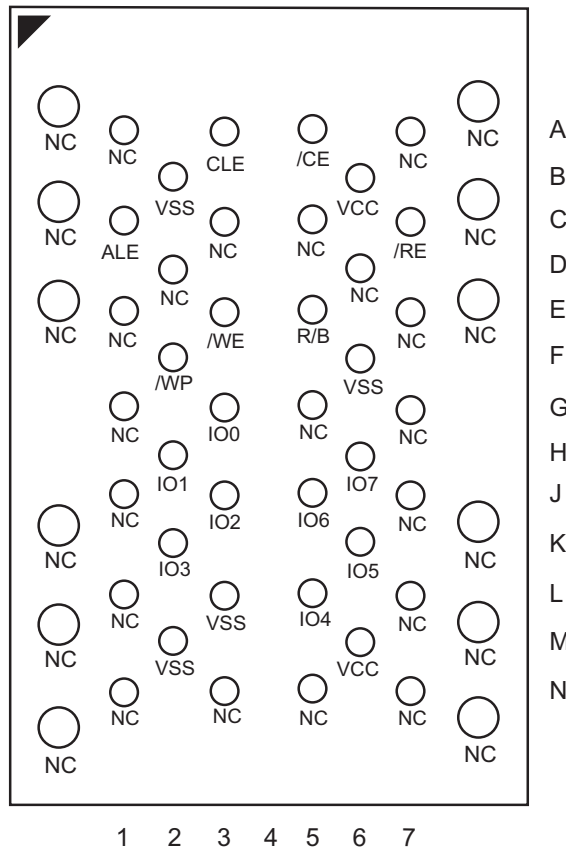 NC NC CLE /CE NC NC A
VSS VCC B
NC ALE NC NC /RE NC C
NC NC D
NC NC /WE R/B NC NC E
/WP VSS F
NC IO0 NC NC G
IO1 IO7 H
NC IO2 IO6 NC J
NC IO3 IO5 NC K
NC VSS IO4 NC L
NC VSS VCC NC M
NC NC NC NC N
NC NC
1 2 3 4 5 6 7